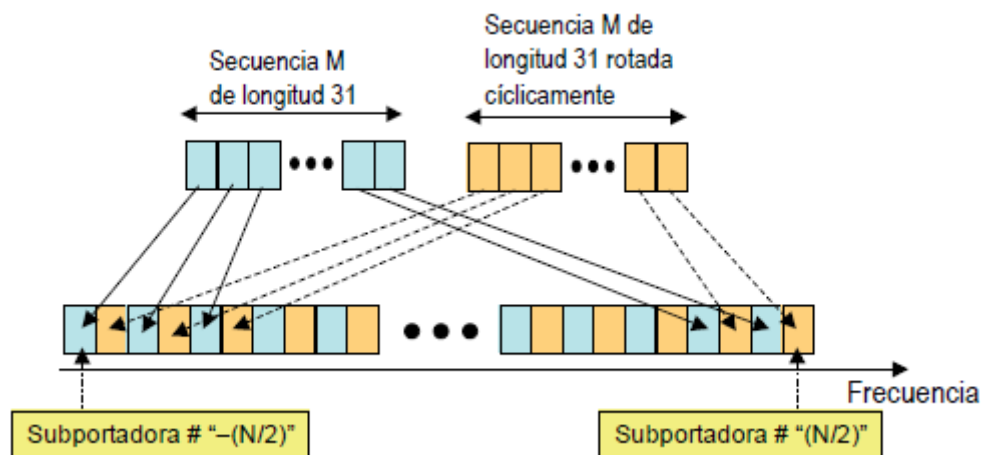 Secuencia M
de longitud 31
Secuencia M de
longitud 31 rotada
cíclicamente
Frecuencia
Subportadora # “–(N/2)”
Subportadora # “(N/2)”